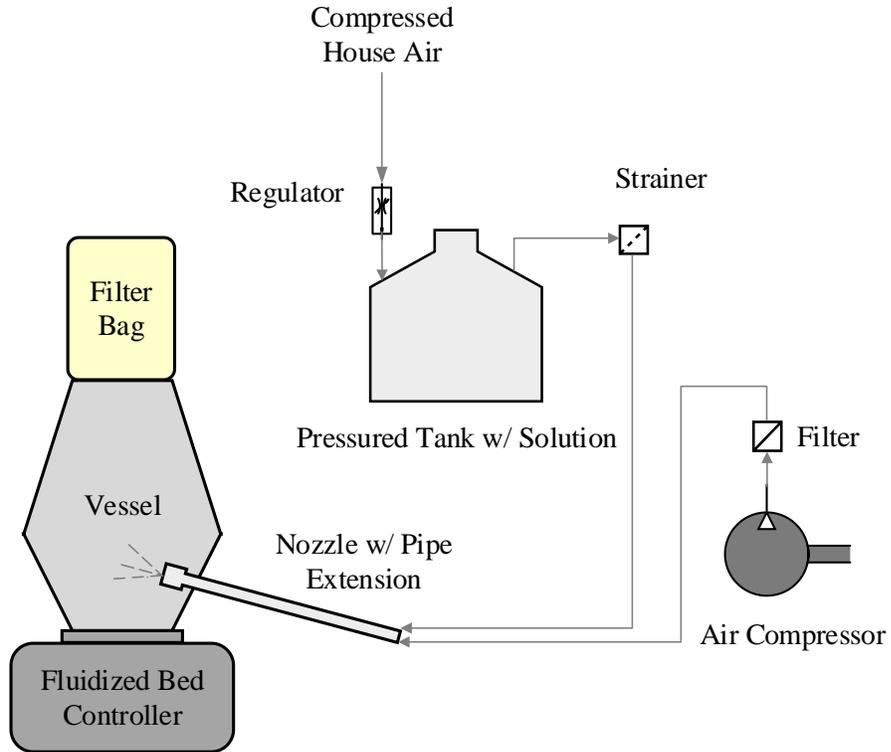 Compressed
House Air
Regulator
Strainer
Filter
Bag
Pressured Tank w/ Solution
Filter
Vessel
Nozzle w/ Pipe
Extension
Air Compressor
Fluidized Bed
Controller